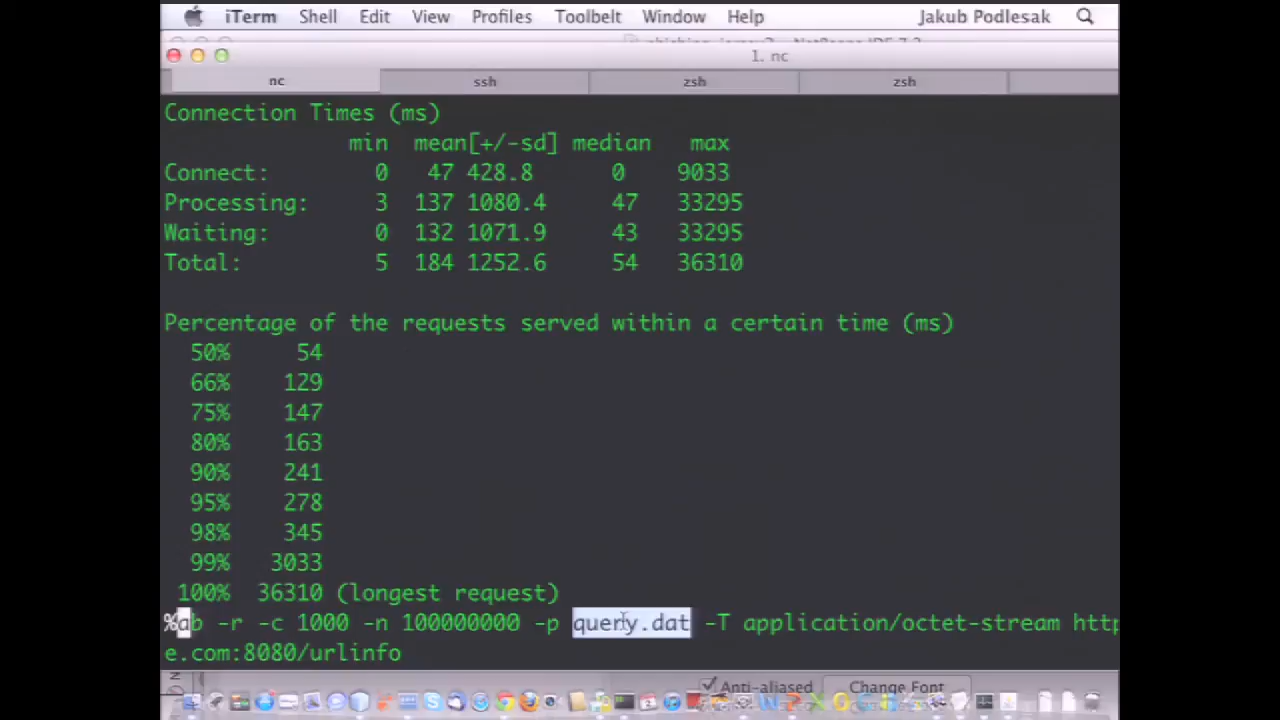 iTerm Shell Edit View Profiles Toolbelt Window Help Jakub Podlesak
1. nc
nc ssh zsh zsh
Connection Times (ms)
min mean[+/-sd] median max
Connect: 0 47 428.8 0 9033
Processing: 3 137 1080.4 47 33295
Waiting: 0 132 1071.9 43 33295
Total: 5 184 1252.6 54 36310
Percentage of the requests served within a certain time (ms)
50% 54
66% 129
75% 147
80% 163
90% 241
95% 278
98% 345
99% 3033
100% 36310 (longest request)
%ab -r -c 1000 -n 100000000 -p query.dat -T application/octet-stream http
e.com:8080/urlinfo
Anti-aliased Change Font